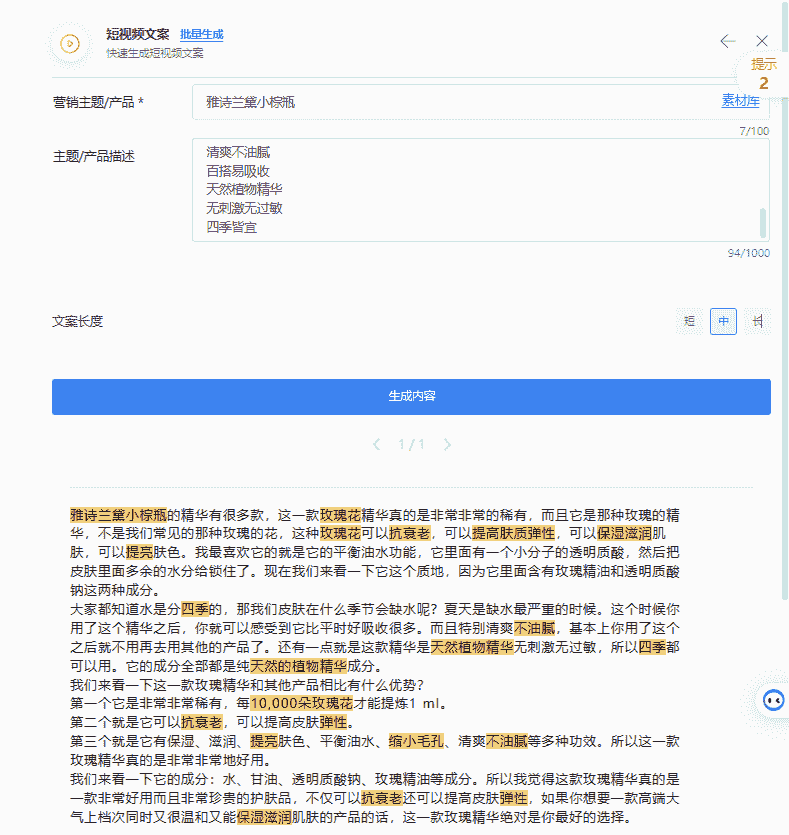 短视频文案 批量生成
快速生成短视频文案
提示
2
营销主题/产品 * 雅诗兰黛小棕瓶 素材库
7/100
主题/产品描述
清爽不油腻
百搭易吸收
天然植物精华
无刺激无过敏
四季皆宜
94/1000
文案长度 短 中 长
生成内容
1 / 1
雅诗兰黛小棕瓶的精华有很多款，这一款玫瑰花精华真的是非常非常的稀有，而且它是那种玫瑰的精
华，不是我们常见的那种玫瑰的花，这种玫瑰花可以抗衰老，可以提高肤质弹性，可以保湿滋润肌
肤，可以提亮肤色。我最喜欢它的就是它的平衡油水功能，它里面有一个小分子的透明质酸，然后把
皮肤里面多余的水分给锁住了。现在我们来看一下它这个质地，因为它里面含有玫瑰精油和透明质酸
钠这两种成分。
大家都知道水是分四季的，那我们皮肤在什么季节会缺水呢？夏天是缺水最严重的时候。这个时候你
用了这个精华之后，你就可以感受到它比平时好吸收很多。而且特别清爽不油腻，基本上你用了这个
之后就不用再去用其他的产品了。还有一点就是这款精华是天然植物精华无刺激无过敏，所以四季都
可以用。它的成分全部都是纯天然的植物精华成分。
我们来看一下这一款玫瑰精华和其他产品相比有什么优势？
第一个它是非常非常稀有，每10,000朵玫瑰花才能提炼1 ml。
第二个就是它可以抗衰老，可以提高皮肤弹性。
第三个就是它有保湿、滋润、提亮肤色、平衡油水、缩小毛孔、清爽不油腻等多种功效。所以这一款
玫瑰精华真的是非常非常地好用。
我们来看一下它的成分：水、甘油、透明质酸钠、玫瑰精油等成分。所以我觉得这款玫瑰精华真的是
一款非常好用而且非常珍贵的护肤品，不仅可以抗衰老还可以提高皮肤弹性，如果你想要一款高端大
气上档次同时又很温和又能保湿滋润肌肤的产品的话，这一款玫瑰精华绝对是你最好的选择。